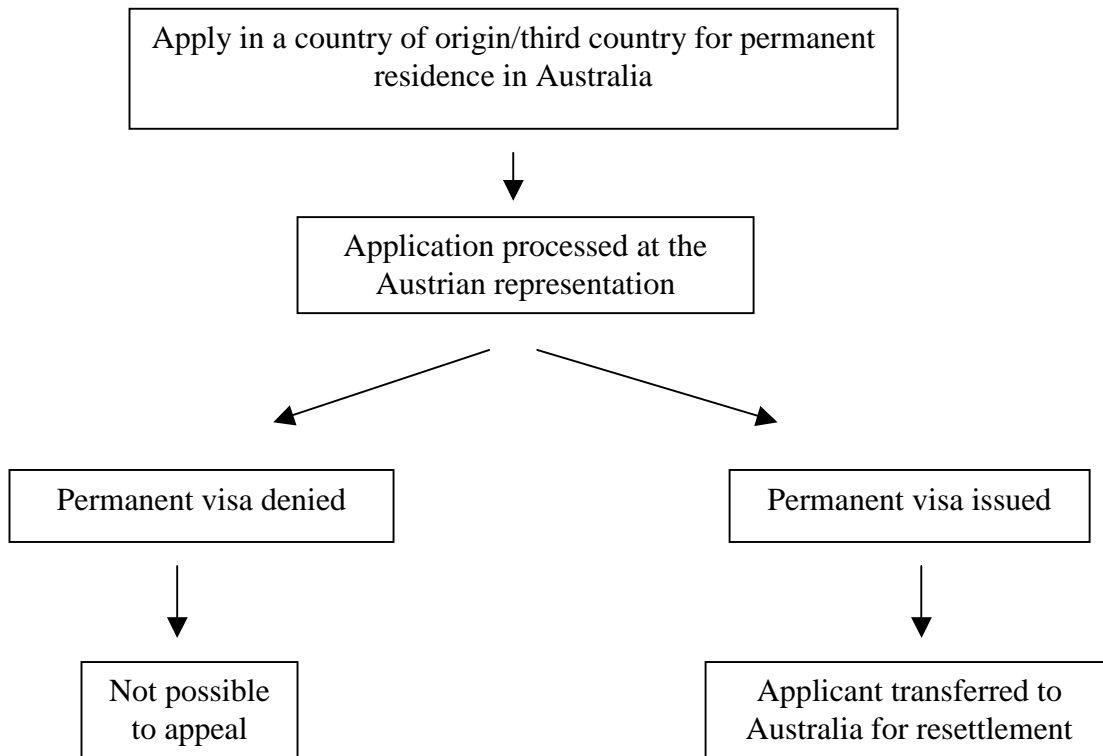 Apply in a country of origin/third country for permanent
residence in Australia
Application processed at the
Austrian representation
Permanent visa denied
Permanent visa issued
Not possible
to appeal
Applicant transferred to
Australia for resettlement